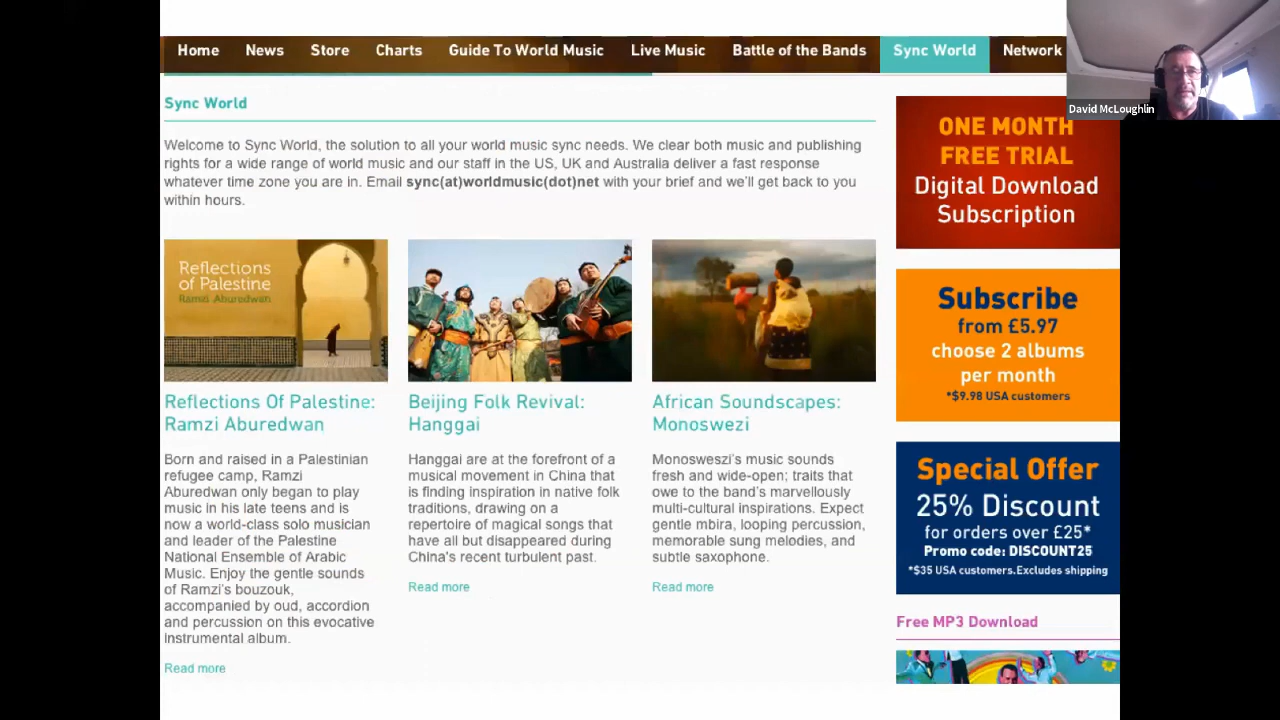 Home News Store Charts Guide To World Music Live Music Battle of the Bands Sync World Network
David McLoughlin
Sync World
Welcome to Sync World, the solution to all your world music sync needs. We clear both music and publishing
rights for a wide range of world music and our staff in the US, UK and Australia deliver a fast response
whatever time zone you are in. Email sync(at)worldmusic(dot)net with your brief and we'll get back to you
within hours.
Reflections
of Palestine
Ramzi Aburedwan
Reflections Of Palestine:
Ramzi Aburedwan
Born and raised in a Palestinian
refugee camp, Ramzi
Aburedwan only began to play
music in his late teens and is
now a world-class solo musician
and leader of the Palestine
National Ensemble of Arabic
Music. Enjoy the gentle sounds
of Ramzi's bouzouk,
accompanied by oud, accordion
and percussion on this evocative
instrumental album.
Read more
Beijing Folk Revival:
Hanggai
Hanggai are at the forefront of a
musical movement in China that
is finding inspiration in native folk
traditions, drawing on a
repertoire of magical songs that
have all but disappeared during
China's recent turbulent past.
Read more
African Soundscapes:
Monoswezi
Monosweszi's music sounds
fresh and wide-open; traits that
owe to the band's marvellously
multi-cultural inspirations. Expect
gentle mbira, looping percussion,
memorable sung melodies, and
subtle saxophone.
Read more
ONE MONTH
FREE TRIAL
Digital Download
Subscription
Subscribe
from £5.97
choose 2 albums
per month
*$9.98 USA customers
Special Offer
25% Discount
for orders over £25*
Promo code: DISCOUNT25
*$35 USA customers.Excludes shipping
Free MP3 Download